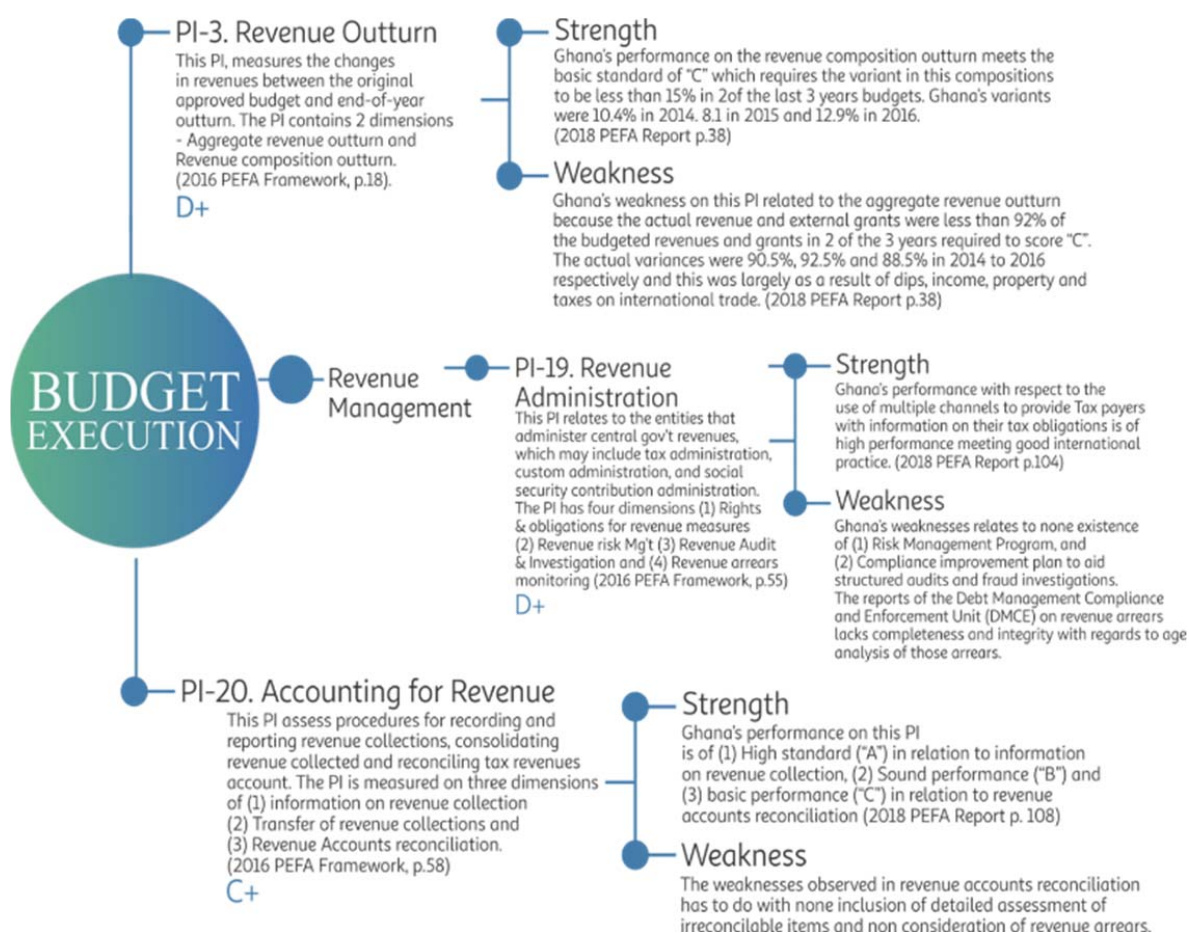 PI-3. Revenue Outturn
This PI, measures the changes
in revenues between the original
approved budget and end-of-year
outturn. The PI contains 2 dimensions
- Aggregate revenue outturn and
Revenue composition outturn.
(2016 PEFA Framework, p.18).
D+
Strength
Ghana's performance on the revenue composition outturn meets the
basic standard of "C" which requires the variant in this compositions
to be less than 15% in 2of the last 3 years budgets. Ghana's variants
were 10.4% in 2014. 8.1 in 2015 and 12.9% in 2016.
(2018 PEFA Report p.38)
Weakness
Ghana's weakness on this PI related to the aggregate revenue outturn
because the actual revenue and external grants were less than 92% of
the budgeted revenues and grants in 2 of the 3 years required to score "C".
The actual variances were 90.5%, 92.5% and 88.5% in 2014 to 2016
respectively and this was largely as a result of dips, income, property and
taxes on international trade. (2018 PEFA Report p.38)
BUDGET
EXECUTION
Revenue
Management
PI-19. Revenue
Administration
This PI relates to the entities that
administer central gov't revenues,
which may include tax administration,
custom administration, and social
security contribution administration.
The PI has four dimensions (1) Rights
& obligations for revenue measures
(2) Revenue risk Mg't (3) Revenue Audit
& Investigation and (4) Revenue arrears
monitoring (2016 PEFA Framework, p.55)
D+
Strength
Ghana's performance with respect to the
use of multiple channels to provide Tax payers
with information on their tax obligations is of
high performance meeting good international
practice. (2018 PEFA Report p.104)
Weakness
Ghana's weaknesses relates to none existence
of (1) Risk Management Program, and
(2) Compliance improvement plan to aid
structured audits and fraud investigations.
The reports of the Debt Management Compliance
and Enforcement Unit (DMCE) on revenue arrears
lacks completeness and integrity with regards to age
analysis of those arrears.
PI-20. Accounting for Revenue
This PI assess procedures for recording and
reporting revenue collections, consolidating
revenue collected and reconciling tax revenues
account. The PI is measured on three dimensions
of (1) information on revenue collection
(2) Transfer of revenue collections and
(3) Revenue Accounts reconciliation.
(2016 PEFA Framework, p.58)
C+
Strength
Ghana's performance on this PI
is of (1) High standard ("A") in relation to information
on revenue collection, (2) Sound performance ("B") and
(3) basic performance ("C") in relation to revenue
accounts reconciliation (2018 PEFA Report p. 108)
Weakness
The weaknesses observed in revenue accounts reconciliation
has to do with none inclusion of detailed assessment of
irreconcilable items and non consideration of revenue arrears.